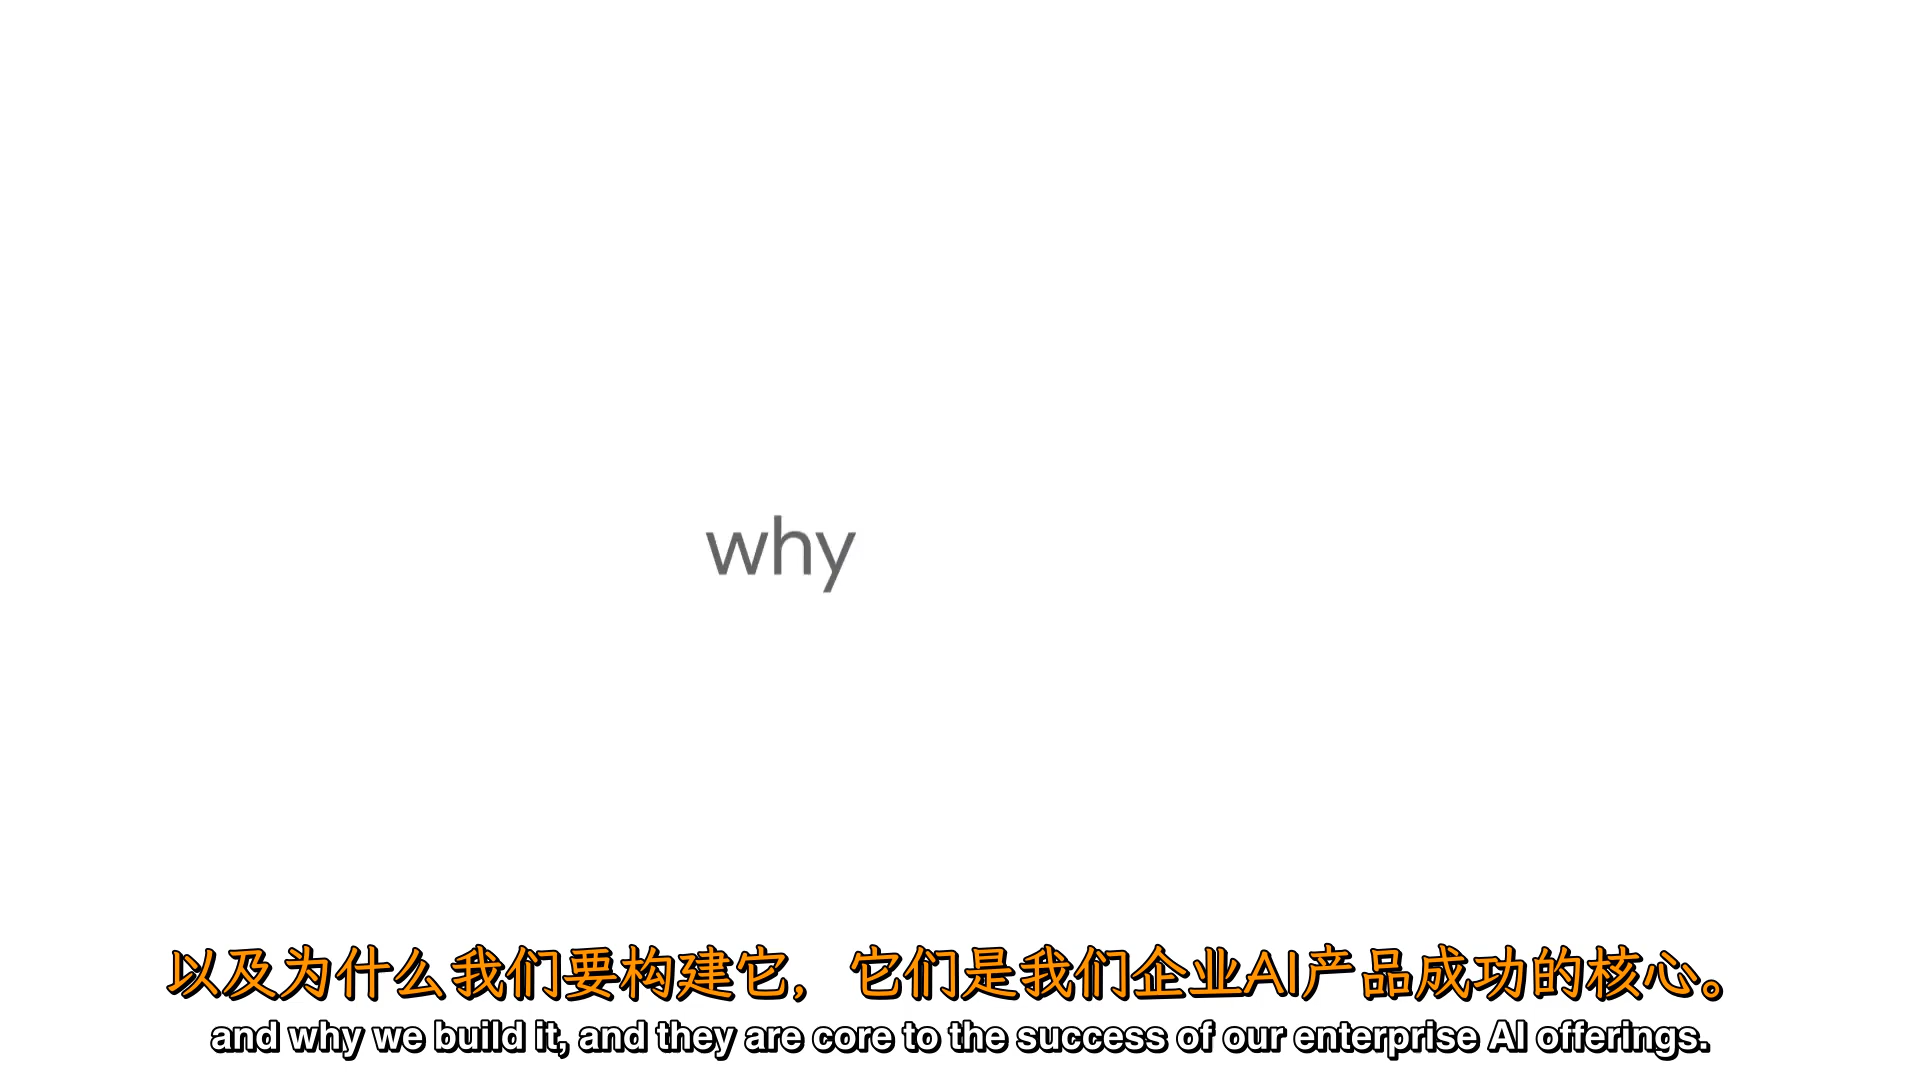 why
以及为什么我们要构建它，它们是我们企业AI产品成功的核心。
and why we build it, and they are core to the success of our enterprise AI offerings.